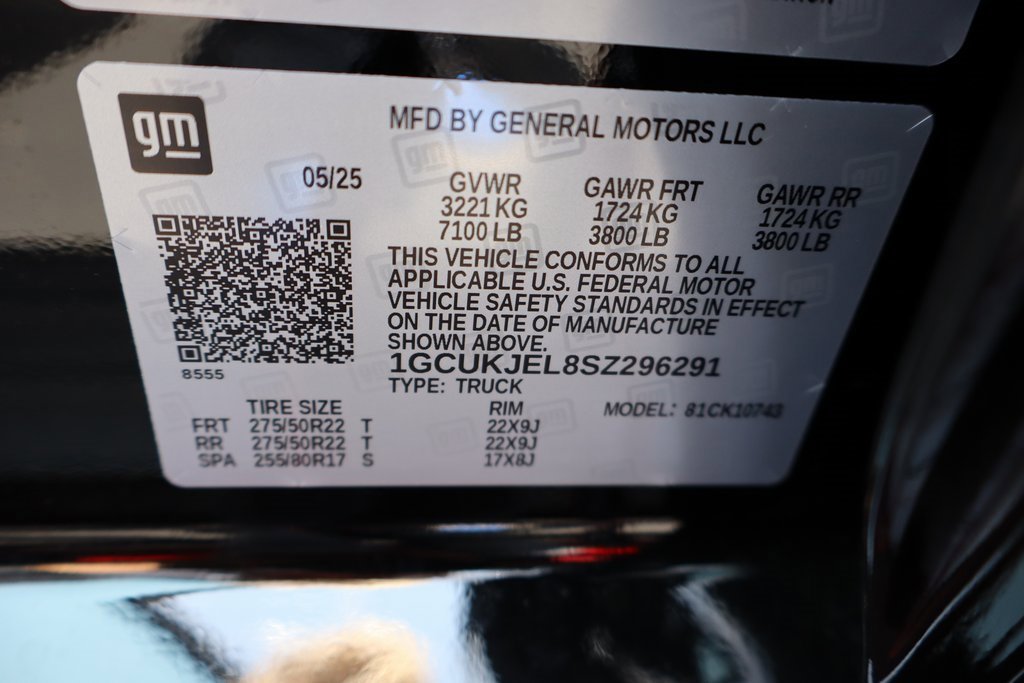 gm
MFD BY GENERAL MOTORS LLC
05/25
GVWR GAWR FRT GAWR RR
3221 KG 1724 KG 1724 KG
7100 LB 3800 LB 3800 LB
THIS VEHICLE CONFORMS TO ALL
APPLICABLE U.S. FEDERAL MOTOR
VEHICLE SAFETY STANDARDS IN EFFECT
ON THE DATE OF MANUFACTURE
SHOWN ABOVE.
8555
1GCUKJEL8SZ296291
TYPE: TRUCK
TIRE SIZE RIM MODEL: 81CK10743
FRT 275/50R22 T 22X9J
RR 275/50R22 T 22X9J
SPA 255/80R17 S 17X8J